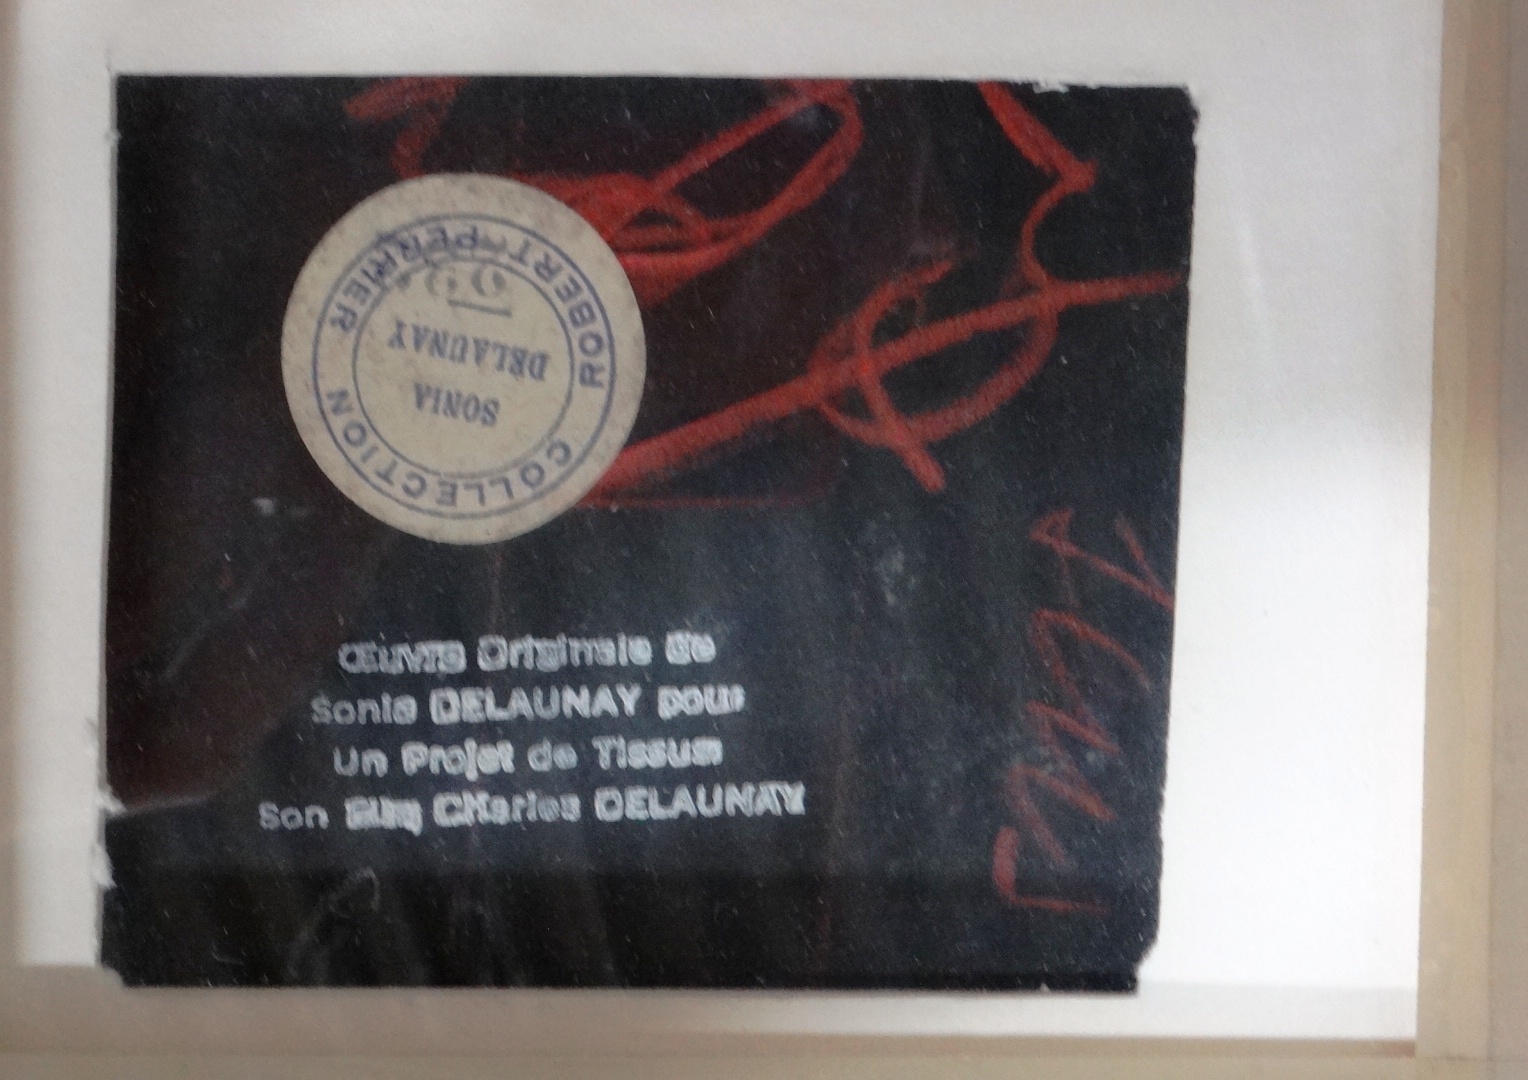 COLLECTION ROBERT PERRIER
SONIA
DELAUNAY
Œuvre Originale de
Sonia DELAUNAY pour
Un Projet de Tissus
Son Charles DELAUNAY